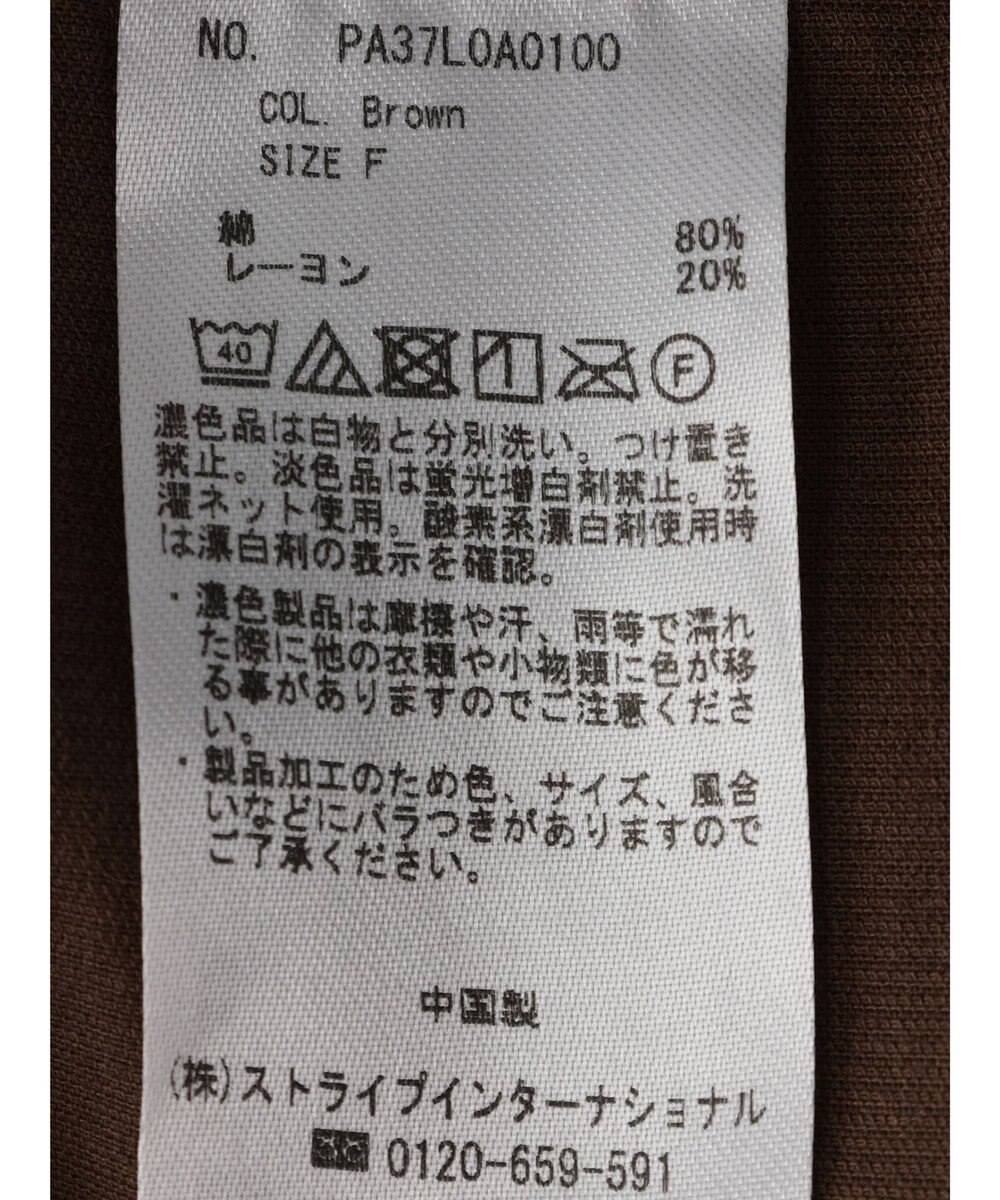 NO. PA37L0A0100
COL. Brown
SIZE F
綿 80%
レーヨン 20%
40
F
濃色品は白物と分別洗い。つけ置き
禁止。淡色品は蛍光増白剤禁止。洗
濯ネット使用。酸素系漂白剤使用時
は漂白剤の表示を確認。
・濃色製品は摩擦や汗、雨等で濡れ
た際に他の衣類や小物類に色が移
る事がありますのでご注意くださ
い。
・製品加工のため色、サイズ、風合
いなどにバラつきがありますので
ご了承ください。
中国製
(株)ストライプインターナショナル
0120-659-591